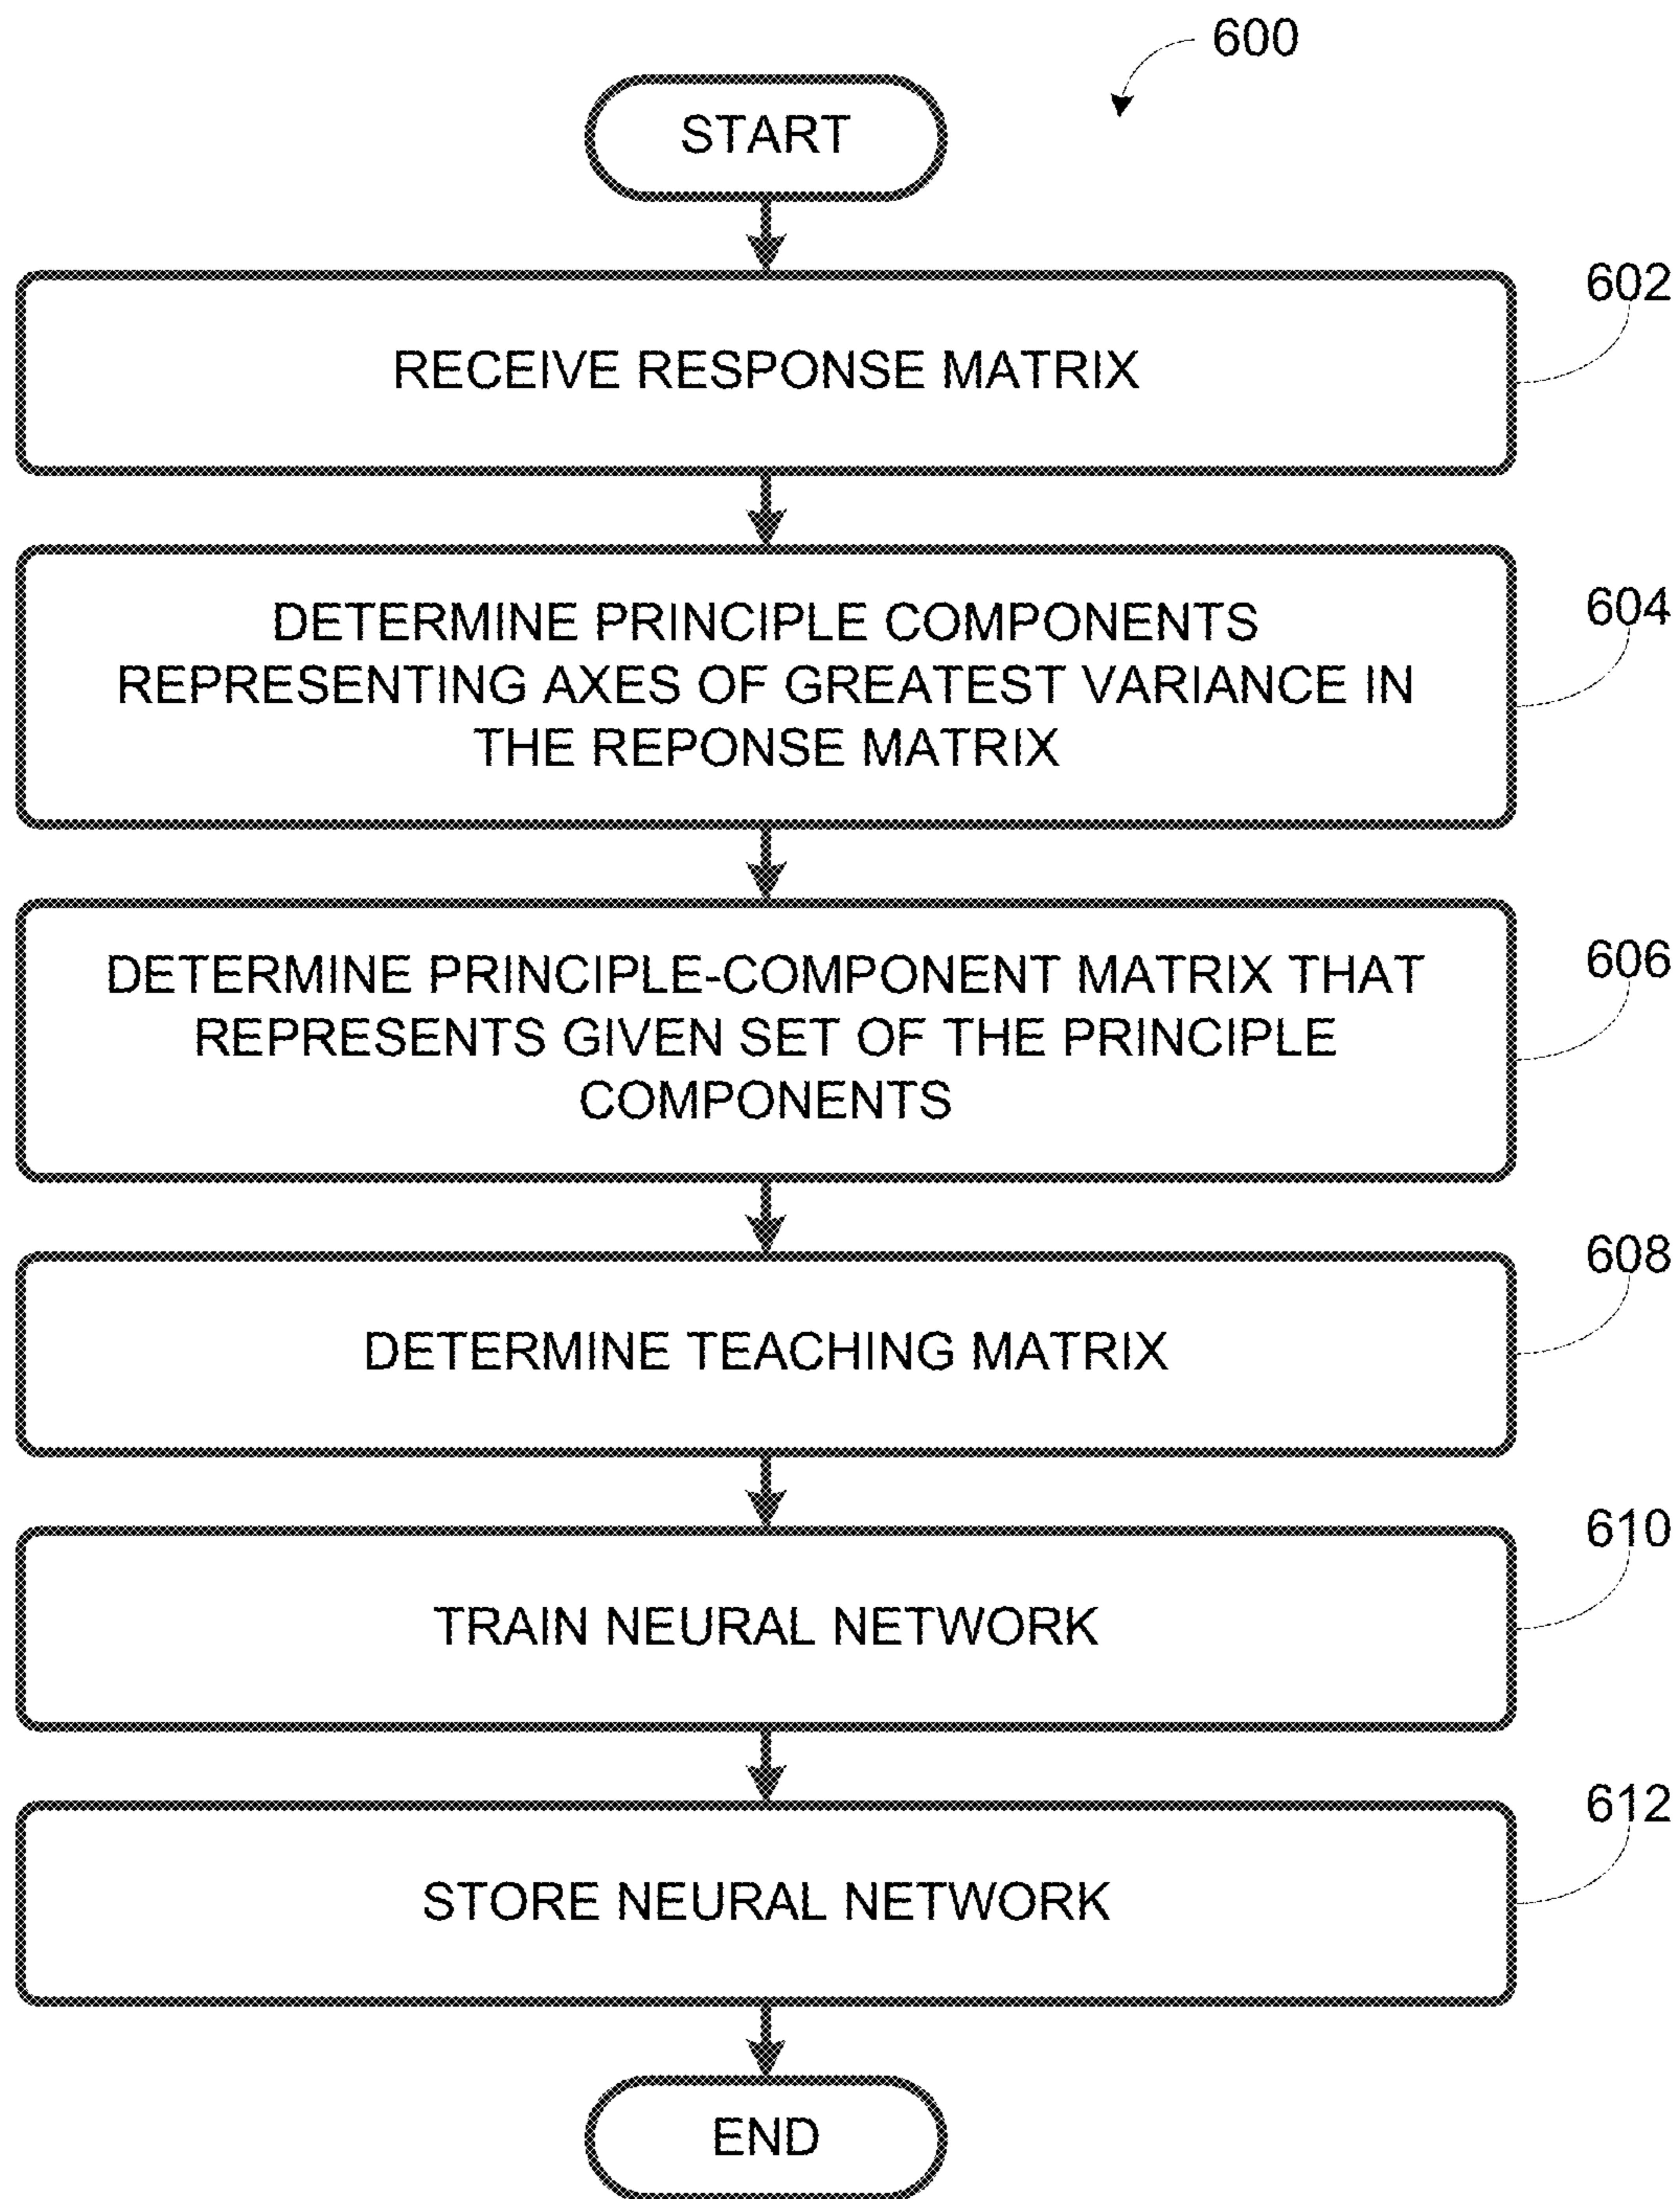 600
START
602
RECEIVE RESPONSE MATRIX
604
DETERMINE PRINCIPLE COMPONENTS
REPRESENTING AXES OF GREATEST VARIANCE IN
THE REPONSE MATRIX
606
DETERMINE PRINCIPLE-COMPONENT MATRIX THAT
REPRESENTS GIVEN SET OF THE PRINCIPLE
COMPONENTS
608
DETERMINE TEACHING MATRIX
610
TRAIN NEURAL NETWORK
612
STORE NEURAL NETWORK
END